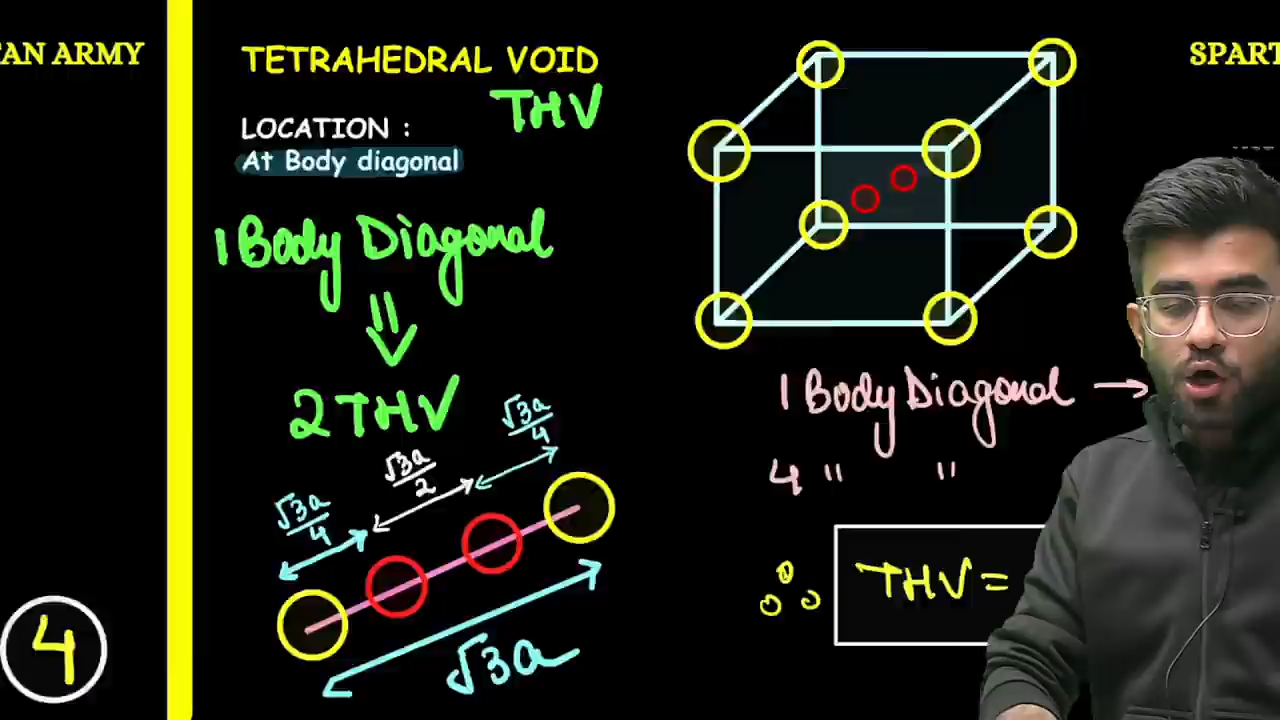 TAN ARMY
TETRAHEDRAL VOID
THV
LOCATION :
At Body diagonal
1 Body Diagonal
⇓
2 THV
√3a/4
√3a/2
√3a/4
√3a
4
SPART
1 Body Diagonal →
4 " "
∴ THV =